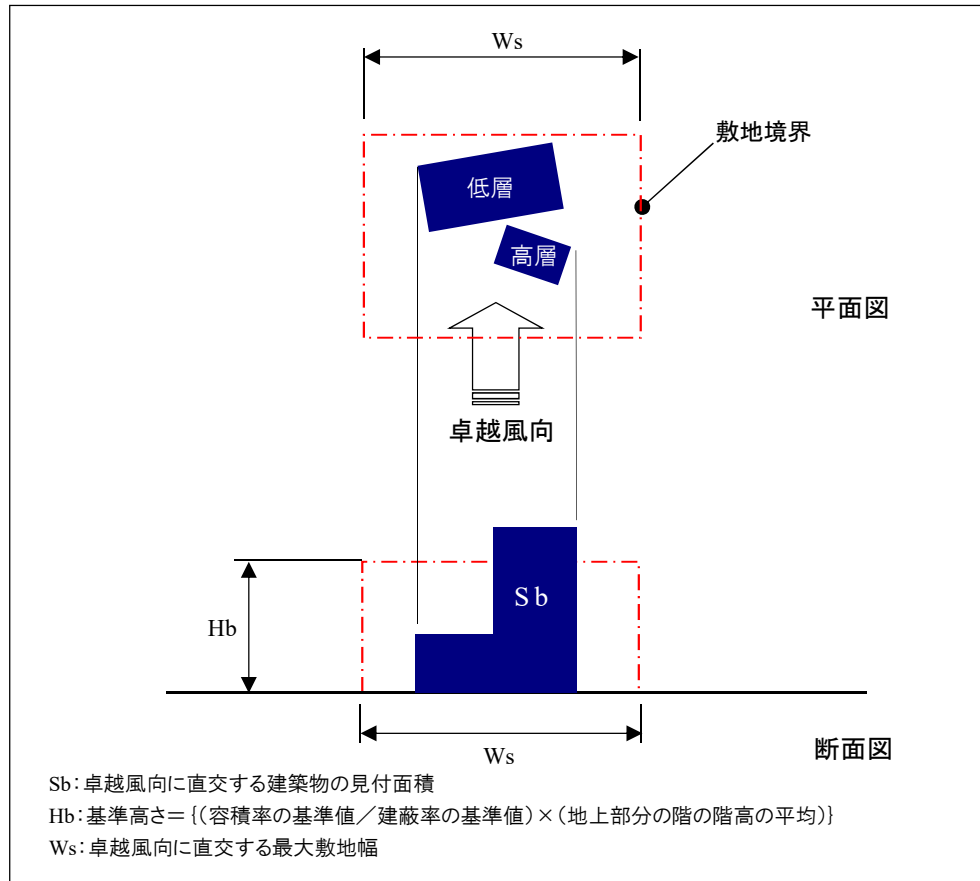 Ws
敷地境界
低層
高層
平面図
卓越風向
Sb
Hb
Ws
断面図
Sb：卓越風向に直交する建築物の見付面積
Hb：基準高さ＝{(容積率の基準値／建蔽率の基準値)×(地上部分の階の階高の平均)}
Ws：卓越風向に直交する最大敷地幅